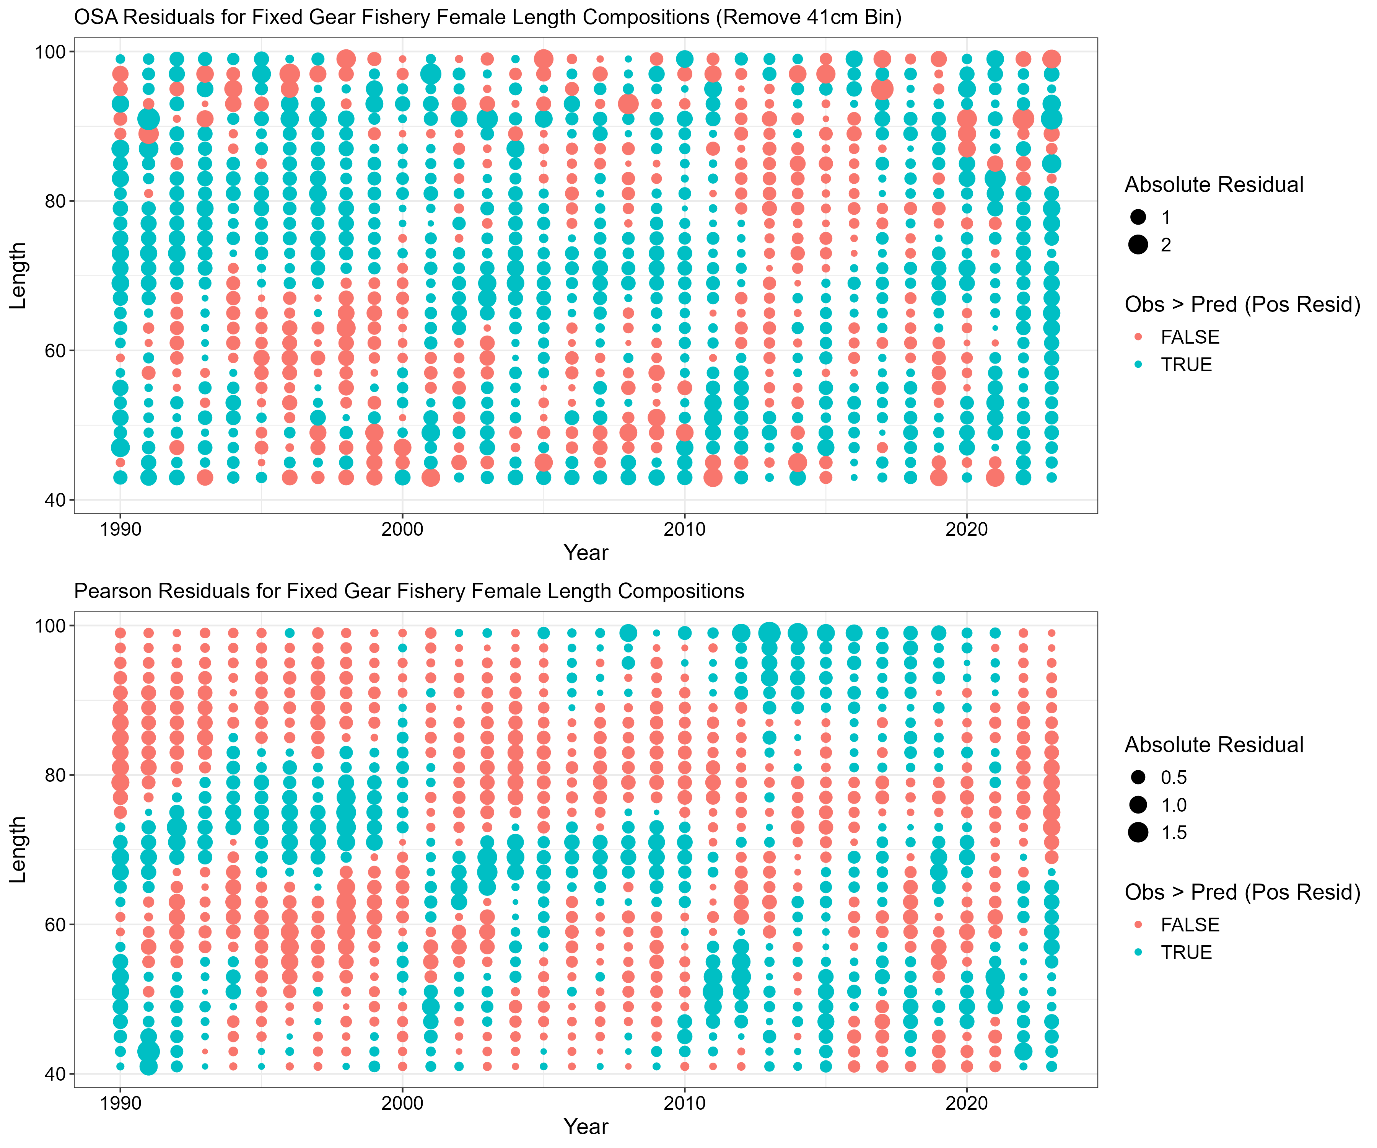 OSA Residuals for Fixed Gear Fishery Female Length Compositions (Remove 41cm Bin)
100
80
60
40
Length
1990
2000
2010
2020
Year
Absolute Residual
1
2
Obs > Pred (Pos Resid)
FALSE
TRUE
Pearson Residuals for Fixed Gear Fishery Female Length Compositions
100
80
60
40
Length
1990
2000
2010
2020
Year
Absolute Residual
0.5
1.0
1.5
Obs > Pred (Pos Resid)
FALSE
TRUE